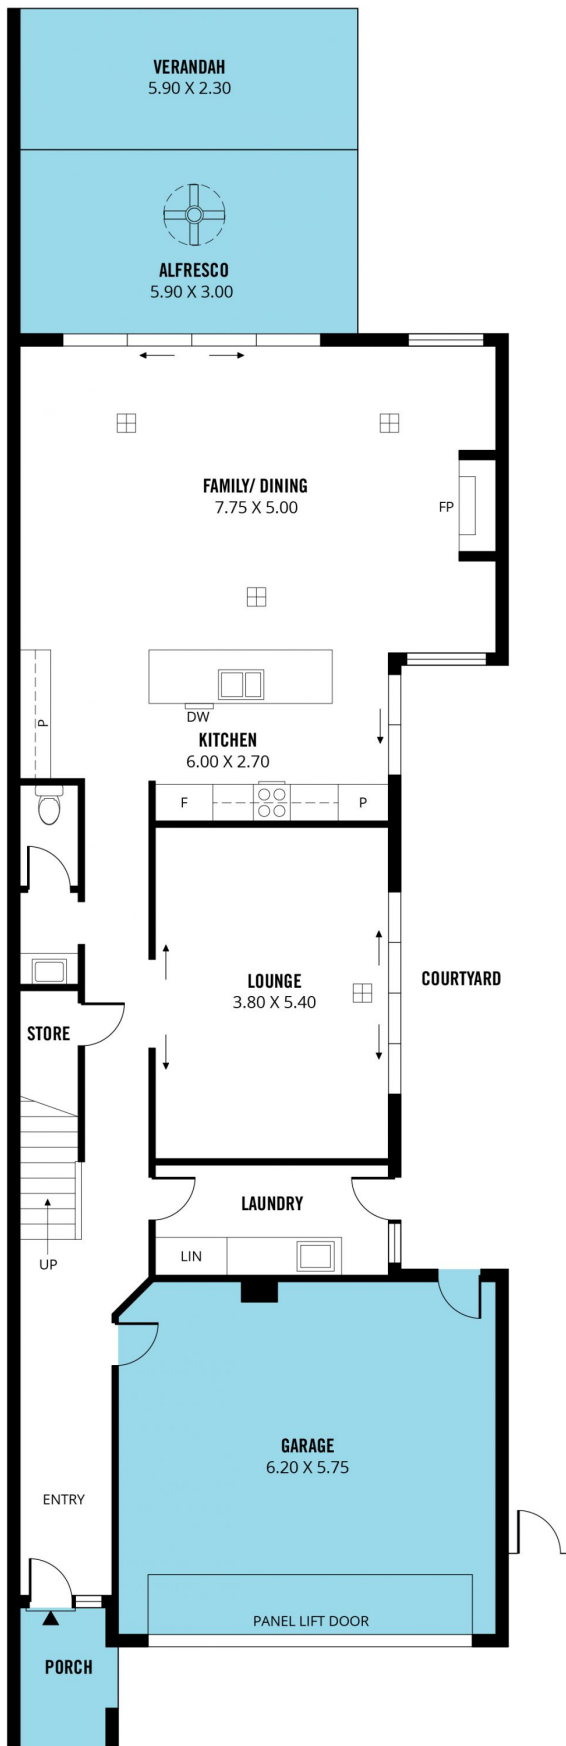 VERANDAH
5.90 X 2.30
ALFRESCO
5.90 X 3.00
FAMILY/ DINING
7.75 X 5.00
FP
P
DW
KITCHEN
6.00 X 2.70
F
P
LOUNGE
3.80 X 5.40
COURTYARD
STORE
LAUNDRY
LIN
UP
GARAGE
6.20 X 5.75
ENTRY
PANEL LIFT DOOR
PORCH